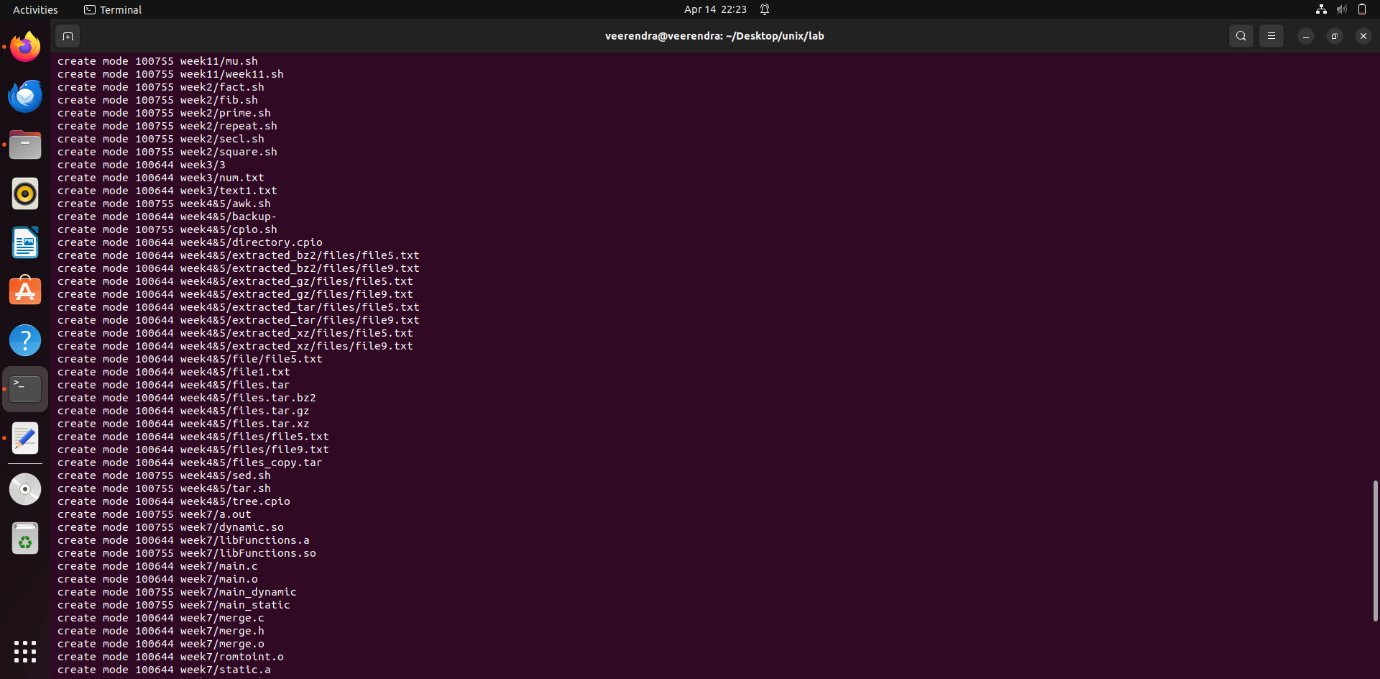 Activities Terminal Apr 14 22:23
veerendra@veerendra: ~/Desktop/unix/lab
create mode 100755 week11/mu.sh
create mode 100755 week11/week11.sh
create mode 100755 week2/fact.sh
create mode 100755 week2/fib.sh
create mode 100755 week2/prime.sh
create mode 100755 week2/repeat.sh
create mode 100755 week2/secl.sh
create mode 100755 week2/square.sh
create mode 100644 week3/3
create mode 100644 week3/num.txt
create mode 100644 week3/text1.txt
create mode 100755 week4&5/awk.sh
create mode 100644 week4&5/backup-
create mode 100755 week4&5/cpio.sh
create mode 100644 week4&5/directory.cpio
create mode 100644 week4&5/extracted_bz2/files/file5.txt
create mode 100644 week4&5/extracted_bz2/files/file9.txt
create mode 100644 week4&5/extracted_gz/files/file5.txt
create mode 100644 week4&5/extracted_gz/files/file9.txt
create mode 100644 week4&5/extracted_tar/files/file5.txt
create mode 100644 week4&5/extracted_tar/files/file9.txt
create mode 100644 week4&5/extracted_xz/files/file5.txt
create mode 100644 week4&5/extracted_xz/files/file9.txt
create mode 100644 week4&5/file/file5.txt
create mode 100644 week4&5/file1.txt
create mode 100644 week4&5/files.tar
create mode 100644 week4&5/files.tar.bz2
create mode 100644 week4&5/files.tar.gz
create mode 100644 week4&5/files.tar.xz
create mode 100644 week4&5/files/file5.txt
create mode 100644 week4&5/files/file9.txt
create mode 100644 week4&5/files_copy.tar
create mode 100755 week4&5/sed.sh
create mode 100755 week4&5/tar.sh
create mode 100644 week4&5/tree.cpio
create mode 100755 week7/a.out
create mode 100755 week7/dynamic.so
create mode 100644 week7/libFunctions.a
create mode 100755 week7/libFunctions.so
create mode 100644 week7/main.c
create mode 100644 week7/main.o
create mode 100755 week7/main_dynamic
create mode 100755 week7/main_static
create mode 100644 week7/merge.c
create mode 100644 week7/merge.h
create mode 100644 week7/merge.o
create mode 100644 week7/romtoint.o
create mode 100644 week7/static.a